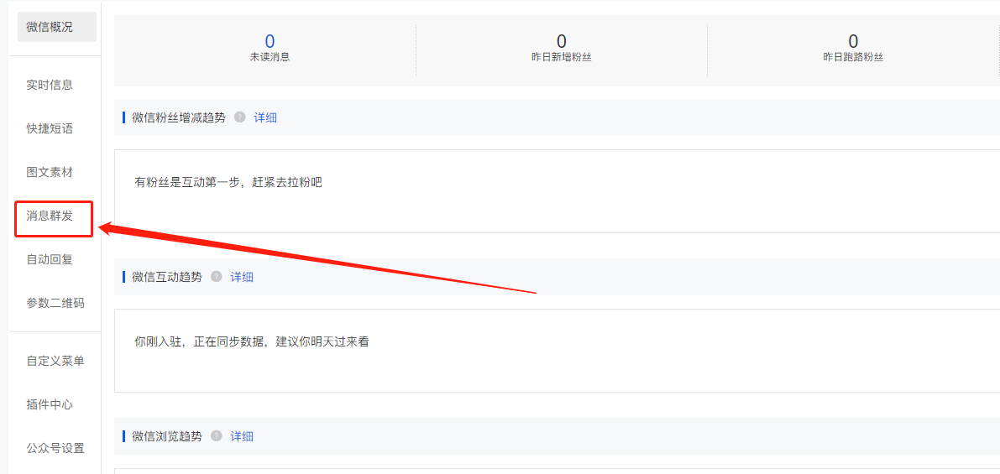 微信概况
实时信息
快捷短语
图文素材
消息群发
自动回复
参数二维码
自定义菜单
插件中心
公众号设置
0
未读消息
0
昨日新增粉丝
0
昨日跑路粉丝
微信粉丝增减趋势 ? 详细
有粉丝是互动第一步，赶紧去拉粉吧
微信互动趋势 ? 详细
你刚入驻，正在同步数据，建议你明天过来看
微信浏览趋势 ? 详细